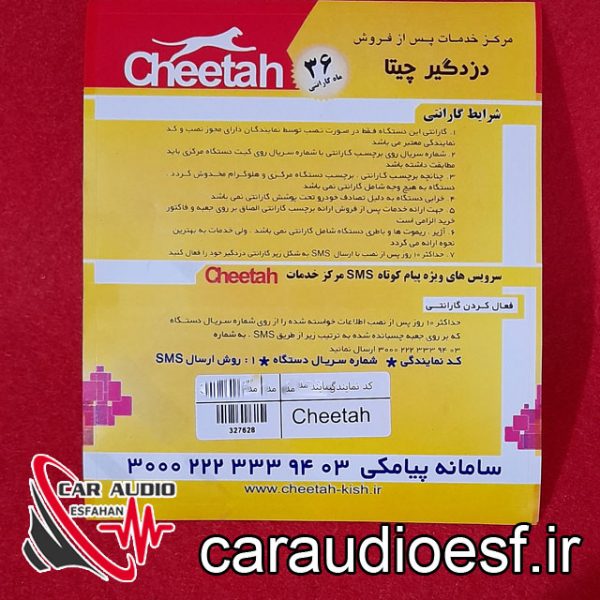 Cheetah
۳۶
ماه گارانتی
مرکز خدمات پس از فروش
دزدگیر چیتا
شرایط گارانتی
۱. گارانتی این دستگاه فقط در صورت نصب توسط نمایندگان دارای مجوز نصب و کد
نمایندگی معتبر می باشد
۲. شماره سریال روی برچسب گارانتی با شماره سریال روی کیت دستگاه مرکزی باید
مطابقت داشته باشد
۳. چنانچه برچسب گارانتی ، برچسب دستگاه مرکزی و هلوگرام مخدوش گردد
دستگاه به هیچ وجه شامل گارانتی نمی باشد
۴. خرابی دستگاه به دلیل تصادف خودرو تحت پوشش گارانتی نمی باشد
۵. جهت ارائه خدمات پس از فروش ارائه برچسب گارانتی الصاق بر روی جعبه و فاکتور
خرید الزامی است
۶. آژیر ، ریموت ها و باطری دستگاه شامل گارانتی نمی باشد ، ولی خدمات به بهترین
نحوه ارائه می گردد
۷. حداکثر ۱۰ روز پس از نصب با ارسال SMS به شکل زیر گارانتی دزدگیر خود را فعال کنید
سرویس های ویژه پیام کوتاه SMS مرکز خدمات Cheetah
فعال کردن گارانتی
حداکثر ۱۰ روز پس از نصب اطلاعات خواسته شده را از روی شماره سریال دستگاه
که بر روی جعبه چسبانده شده به ترتیب زیر از طریق SMS ، به شماره
۳۰۰۰ ۲۲۲ ۳۳۳ ۹۴ ۰۳ ارسال نمائید
کد نمایندگی * شماره سریال دستگاه * ۱ : روش ارسال SMS
کد نمایندگی
Cheetah
327628
سامانه پیامکی ۳۰۰۰ ۲۲۲ ۳۳۳ ۹۴ ۰۳
www.cheetah-kish.ir
CAR AUDIO
ESFAHAN
caraudioesf.ir